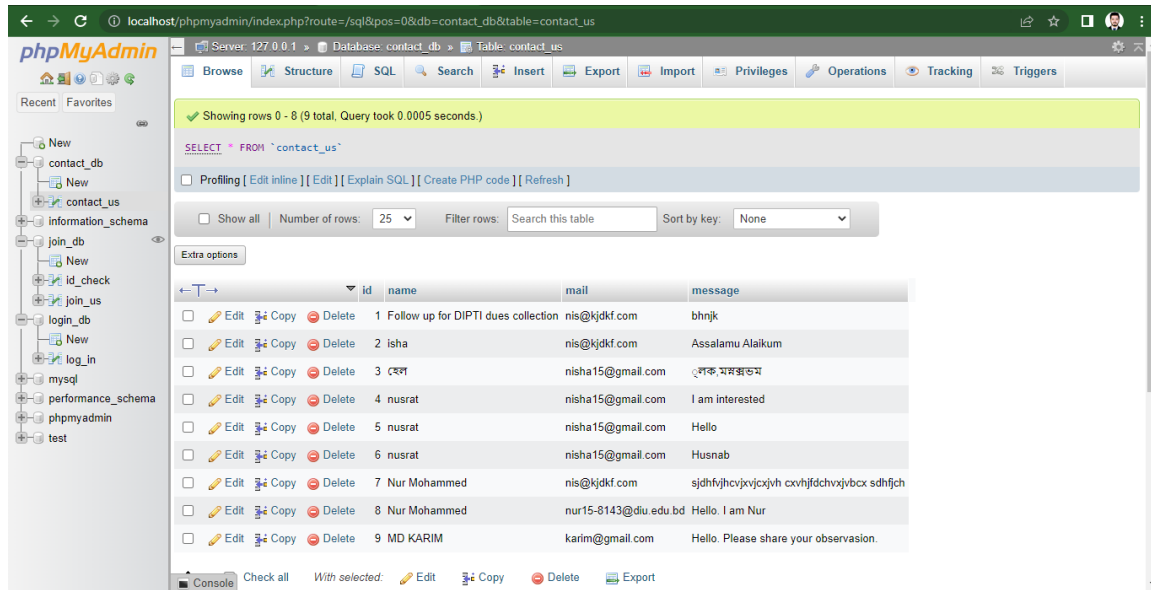 localhost/phpmyadmin/index.php?route=/sql&pos=0&db=contact_db&table=contact_us
phpMyAdmin
Recent Favorites
New
contact_db
New
contact_us
information_schema
join_db
New
id_check
join_us
login_db
New
log_in
mysql
performance_schema
phpmyadmin
test
Server: 127.0.0.1 » Database: contact_db » Table: contact_us
Browse Structure SQL Search Insert Export Import Privileges Operations Tracking Triggers
Showing rows 0 - 8 (9 total, Query took 0.0005 seconds.)
SELECT * FROM `contact_us`
Profiling [ Edit inline ] [ Edit ] [ Explain SQL ] [ Create PHP code ] [ Refresh ]
Show all | Number of rows: 25 Filter rows: Search this table Sort by key: None
Extra options
id name mail message
Edit Copy Delete 1 Follow up for DIPTI dues collection nis@kjdkf.com bhnjk
Edit Copy Delete 2 isha nis@kjdkf.com Assalamu Alaikum
Edit Copy Delete 3 হেল nisha15@gmail.com
Edit Copy Delete 4 nusrat nisha15@gmail.com I am interested
Edit Copy Delete 5 nusrat nisha15@gmail.com Hello
Edit Copy Delete 6 nusrat nisha15@gmail.com Husnab
Edit Copy Delete 7 Nur Mohammed nis@kjdkf.com sjdhfvjhcvjxvjcxjvh cxvhjfdchvxjvbcx sdhfjch
Edit Copy Delete 8 Nur Mohammed nur15-8143@diu.edu.bd Hello. I am Nur
Edit Copy Delete 9 MD KARIM karim@gmail.com Hello. Please share your observasion.
Console Check all With selected: Edit Copy Delete Export